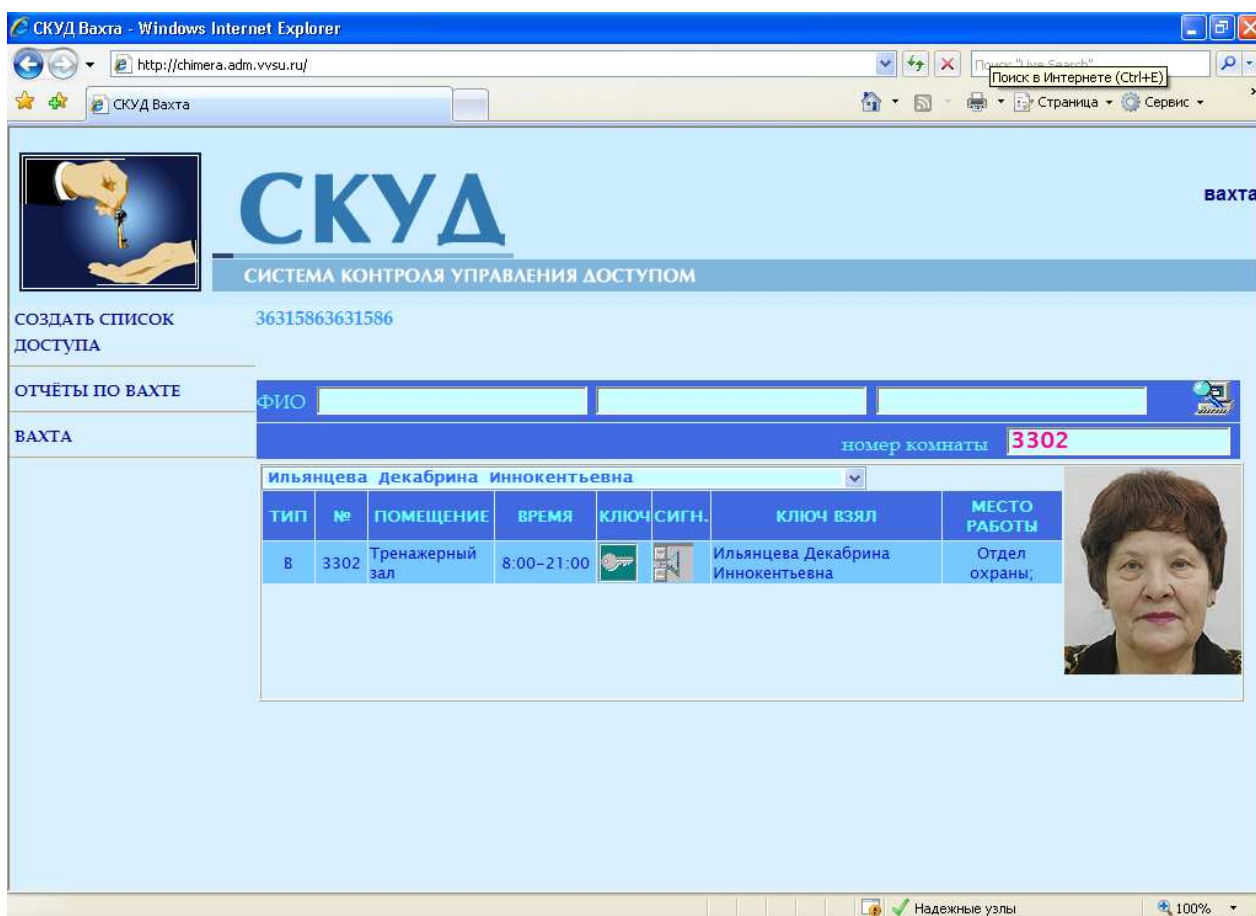 СКУД Вахта - Windows Internet Explorer
http://chimera.adm.vvsu.ru/
Поиск "Live Search"
Поиск в Интернете (Ctrl+E)
СКУД Вахта
Страница
Сервис
СКУД
вахта
СИСТЕМА КОНТРОЛЯ УПРАВЛЕНИЯ ДОСТУПОМ
СОЗДАТЬ СПИСОК
ДОСТУПА
36315863631586
ОТЧЁТЫ ПО ВАХТЕ
ВАХТА
ФИО
номер комнаты 3302
Ильянцева Декабрина Иннокентьевна
ТИП № ПОМЕЩЕНИЕ ВРЕМЯ КЛЮЧ СИГН. КЛЮЧ ВЗЯЛ МЕСТО
РАБОТЫ
В 3302 Тренажерный 8:00-21:00 Ильянцева Декабрина Отдел
зал Иннокентьевна охраны;
Надежные узлы
100%